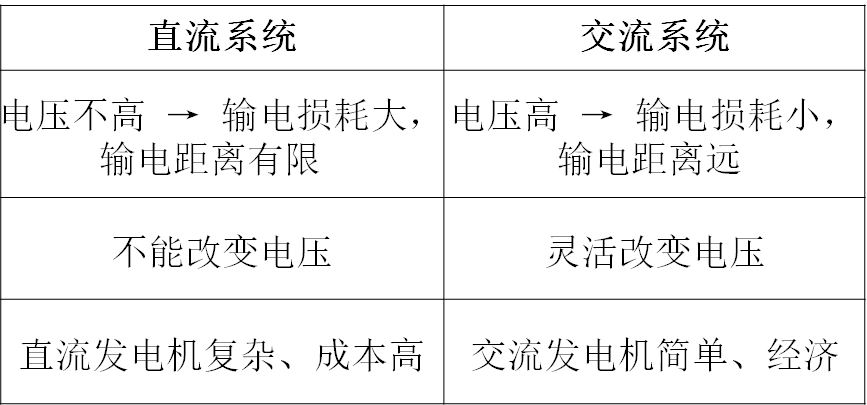 直流系统
交流系统
电压不高 → 输电损耗大，
输电距离有限
电压高 → 输电损耗小，
输电距离远
不能改变电压
灵活改变电压
直流发电机复杂、成本高
交流发电机简单、经济